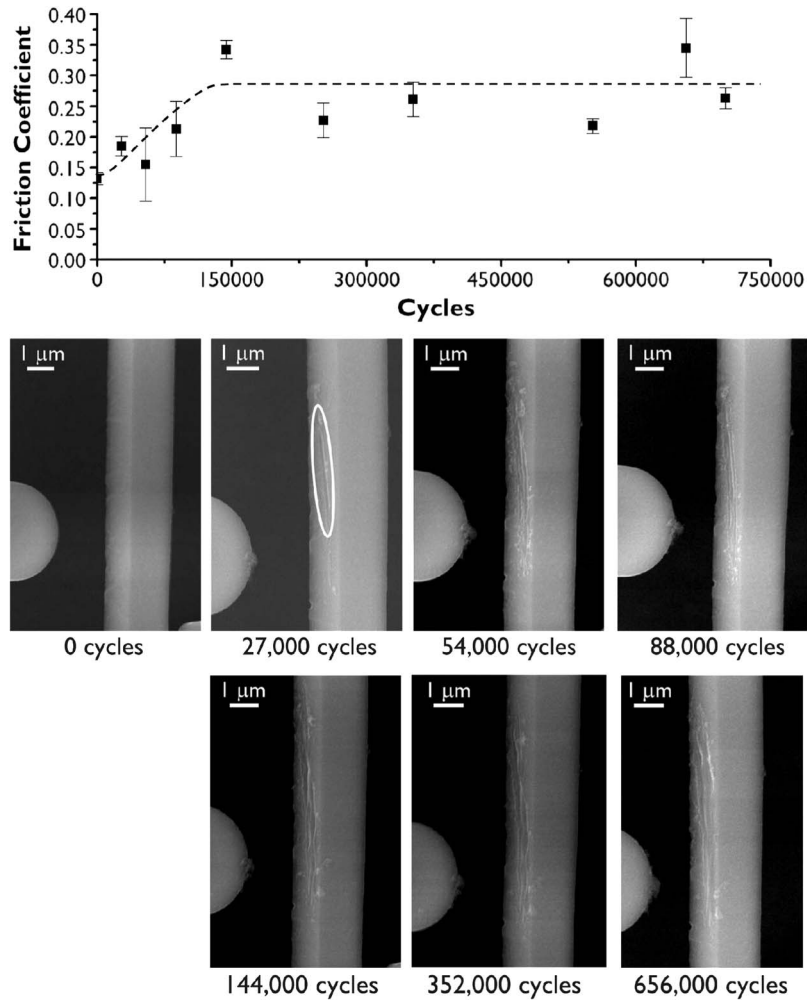 0.40
0.35
0.30
0.25
0.20
0.15
0.10
0.05
0.00
Friction Coefficient
0 150000 300000 450000 600000 750000
Cycles
1 μm 1 μm 1 μm 1 μm
0 cycles 27,000 cycles 54,000 cycles 88,000 cycles
1 μm 1 μm 1 μm
144,000 cycles 352,000 cycles 656,000 cycles